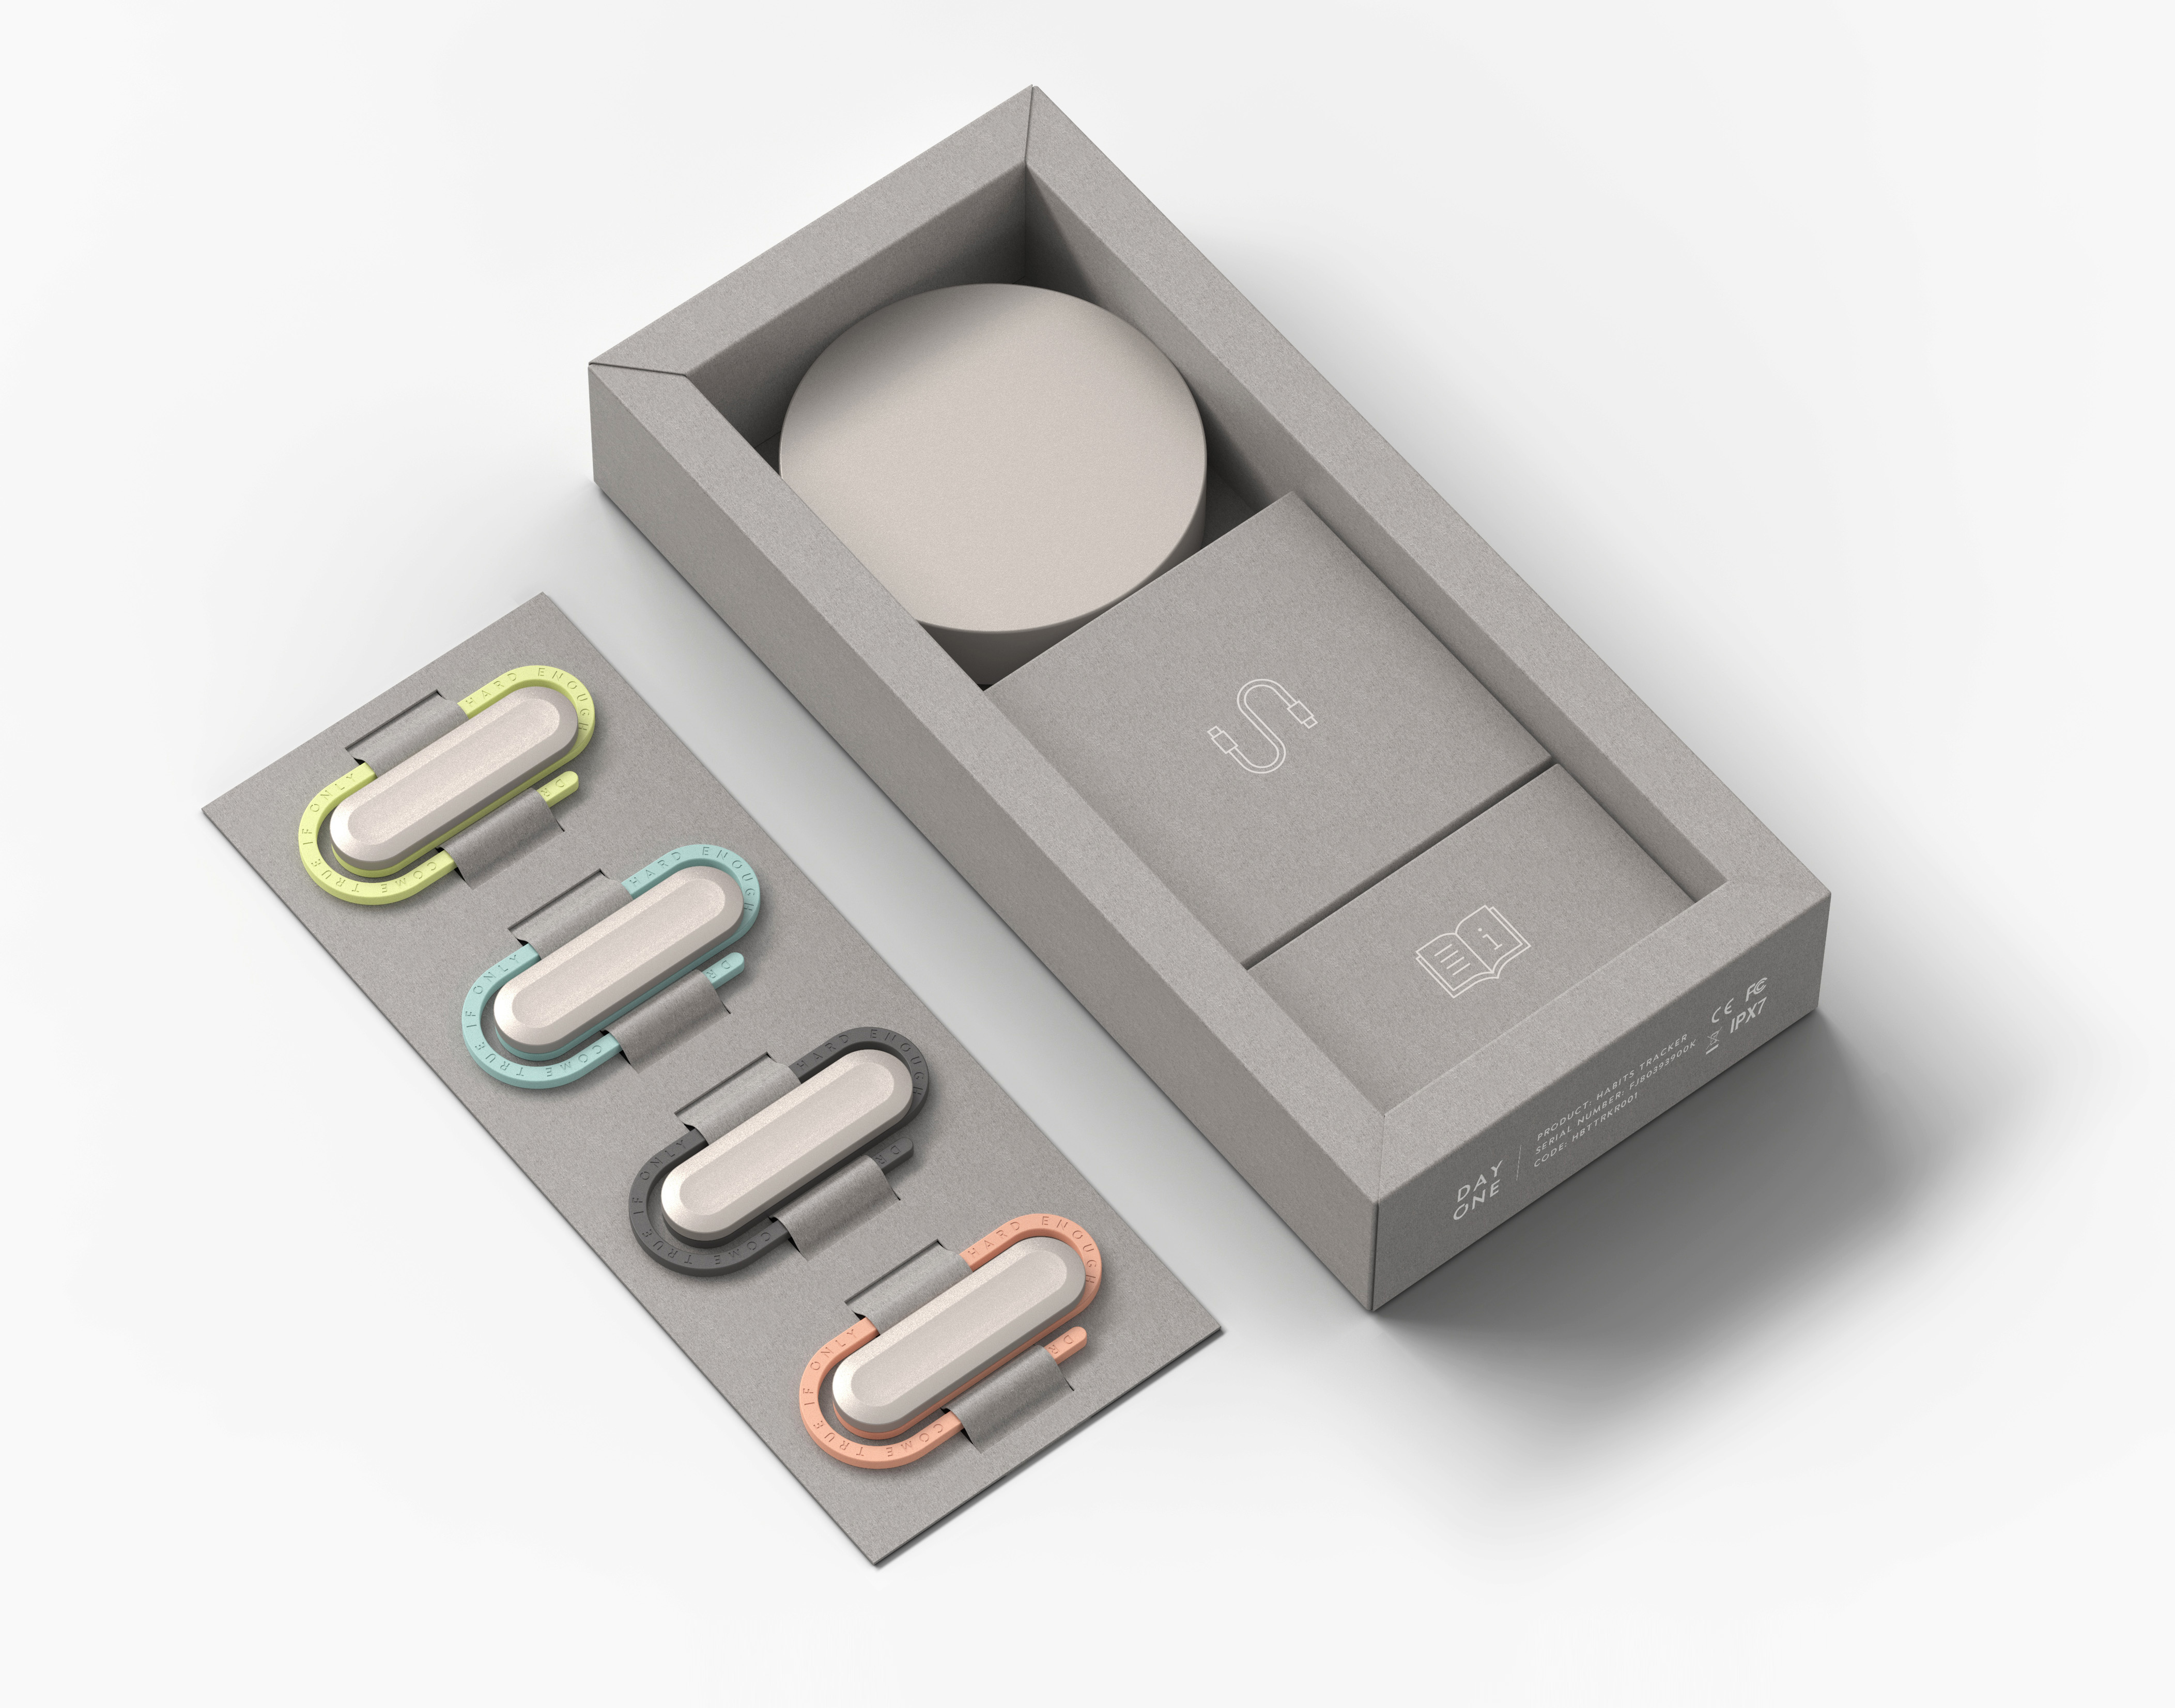 HARD ENOUGH
COME TRUE IF ONLY
HARD ENOUGH
COME TRUE IF ONLY
HARD ENOUGH
COME TRUE IF ONLY
HARD ENOUGH
COME TRUE IF ONLY
i
DAY
ONE
PRODUCT: HABITS TRACKER
SERIAL NUMBER: FJ80393900K
CODE: HBTTRKR001
CE FC
IPX7